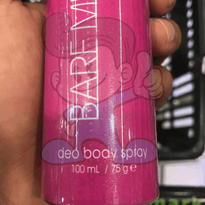 BARE M
deo body spray
100 mL / 75 g e